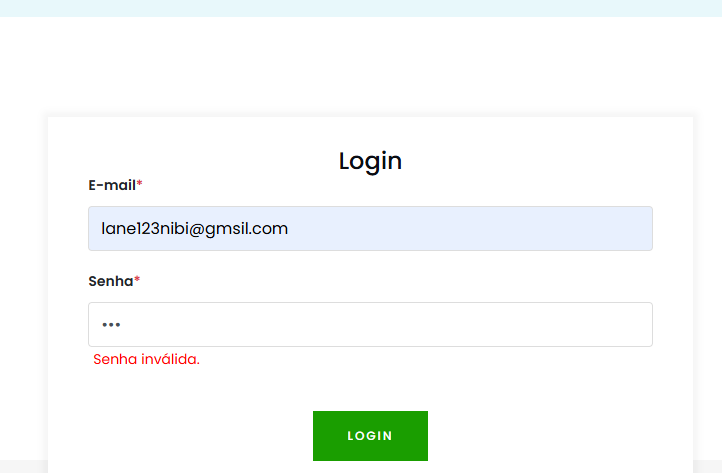 Login
E-mail*
lane123nibi@gmsil.com
Senha*
•••
Senha inválida.
LOGIN